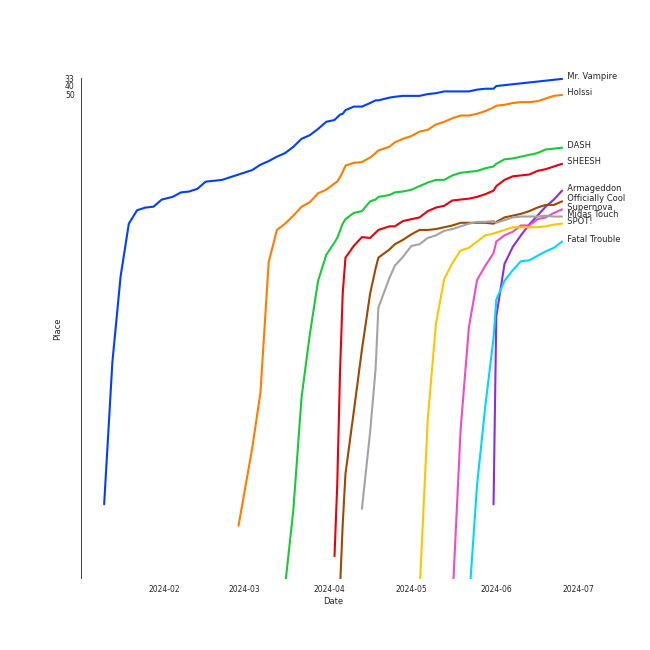 33
40
50
Mr. Vampire
Holssi
DASH
SHEESH
Armageddon
Officially Cool
Supernova
Midas Touch
SPOT!
Fatal Trouble
Place
2024-02 2024-03 2024-04 2024-05 2024-06 2024-07
Date